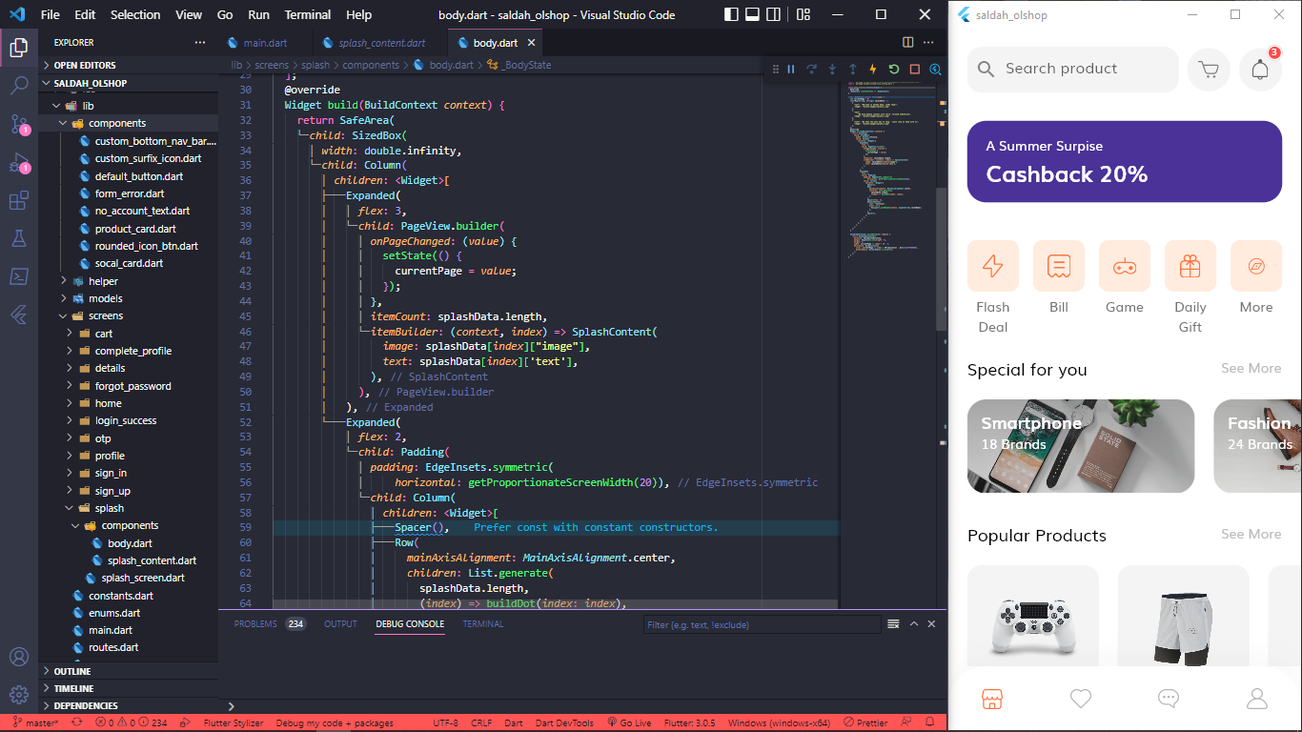 File Edit Selection View Go Run Terminal Help
body.dart - saldah_olshop - Visual Studio Code
EXPLORER
OPEN EDITORS
SALDAH_OLSHOP
lib
components
custom_bottom_nav_bar....
custom_surfix_icon.dart
default_button.dart
form_error.dart
no_account_text.dart
product_card.dart
rounded_icon_btn.dart
socal_card.dart
helper
models
screens
cart
complete_profile
details
forgot_password
home
login_success
otp
profile
sign_in
sign_up
splash
components
body.dart
splash_content.dart
splash_screen.dart
constants.dart
enums.dart
main.dart
routes.dart
OUTLINE
TIMELINE
DEPENDENCIES
1
1
main.dart splash_content.dart body.dart
lib > screens > splash > components > body.dart > _BodyState
29 ];
30 @override
31 Widget build(BuildContext context) {
32 return SafeArea(
33 child: SizedBox(
34 width: double.infinity,
35 child: Column(
36 children: <Widget>[
37 Expanded(
38 flex: 3,
39 child: PageView.builder(
40 onPageChanged: (value) {
41 setState(() {
42 currentPage = value;
43 });
44 },
45 itemCount: splashData.length,
46 itemBuilder: (context, index) => SplashContent(
47 image: splashData[index]["image"],
48 text: splashData[index]['text'],
49 ), // SplashContent
50 ), // PageView.builder
51 ), // Expanded
52 Expanded(
53 flex: 2,
54 child: Padding(
55 padding: EdgeInsets.symmetric(
56 horizontal: getProportionateScreenWidth(20)), // EdgeInsets.symmetric
57 child: Column(
58 children: <Widget>[
59 Spacer(), Prefer const with constant constructors.
60 Row(
61 mainAxisAlignment: MainAxisAlignment.center,
62 children: List.generate(
63 splashData.length,
64 (index) => buildDot(index: index),
PROBLEMS 234 OUTPUT DEBUG CONSOLE TERMINAL
Filter (e.g. text, !exclude)
master* 0 0 234 Flutter Stylizer Debug my code + packages UTF-8 CRLF Dart Dart DevTools Go Live Flutter: 3.0.5 Windows (windows-x64) Prettier
saldah_olshop
Search product
3
A Summer Surpise
Cashback 20%
Flash Deal
Bill
Game
Daily Gift
More
Special for you See More
Smartphone
18 Brands
Fashion
24 Brands
SOLID STATE
Popular Products See More